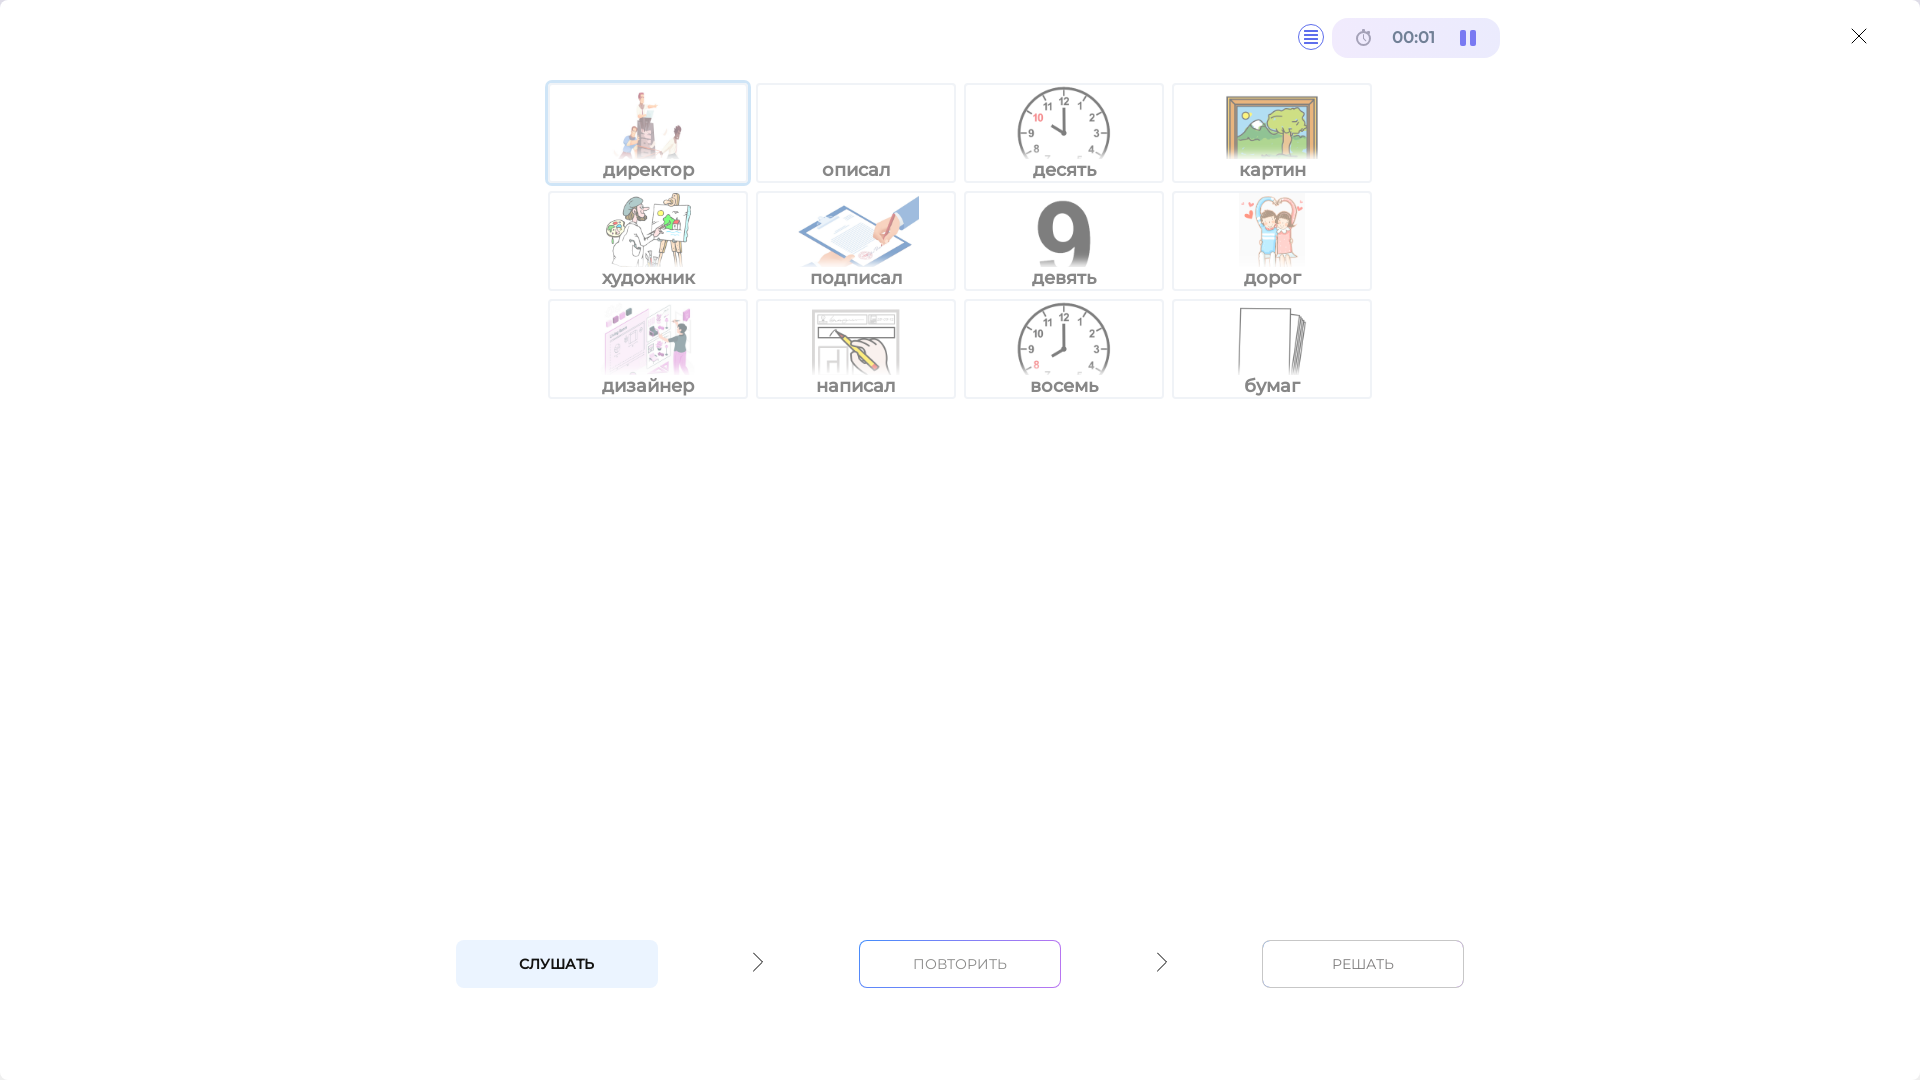 00:01
директор
описал
десять
картин
художник
подписал
девять
дорог
дизайнер
написал
восемь
бумаг
СЛУШАТЬ
ПОВТОРИТЬ
РЕШАТЬ